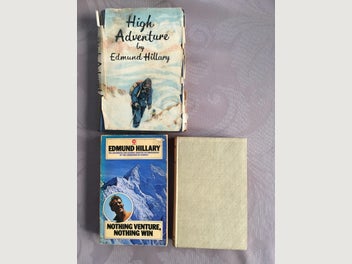 High
Adventure
by
Edmund Hillary
EDMUND HILLARY
NOTHING VENTURE,
NOTHING WIN